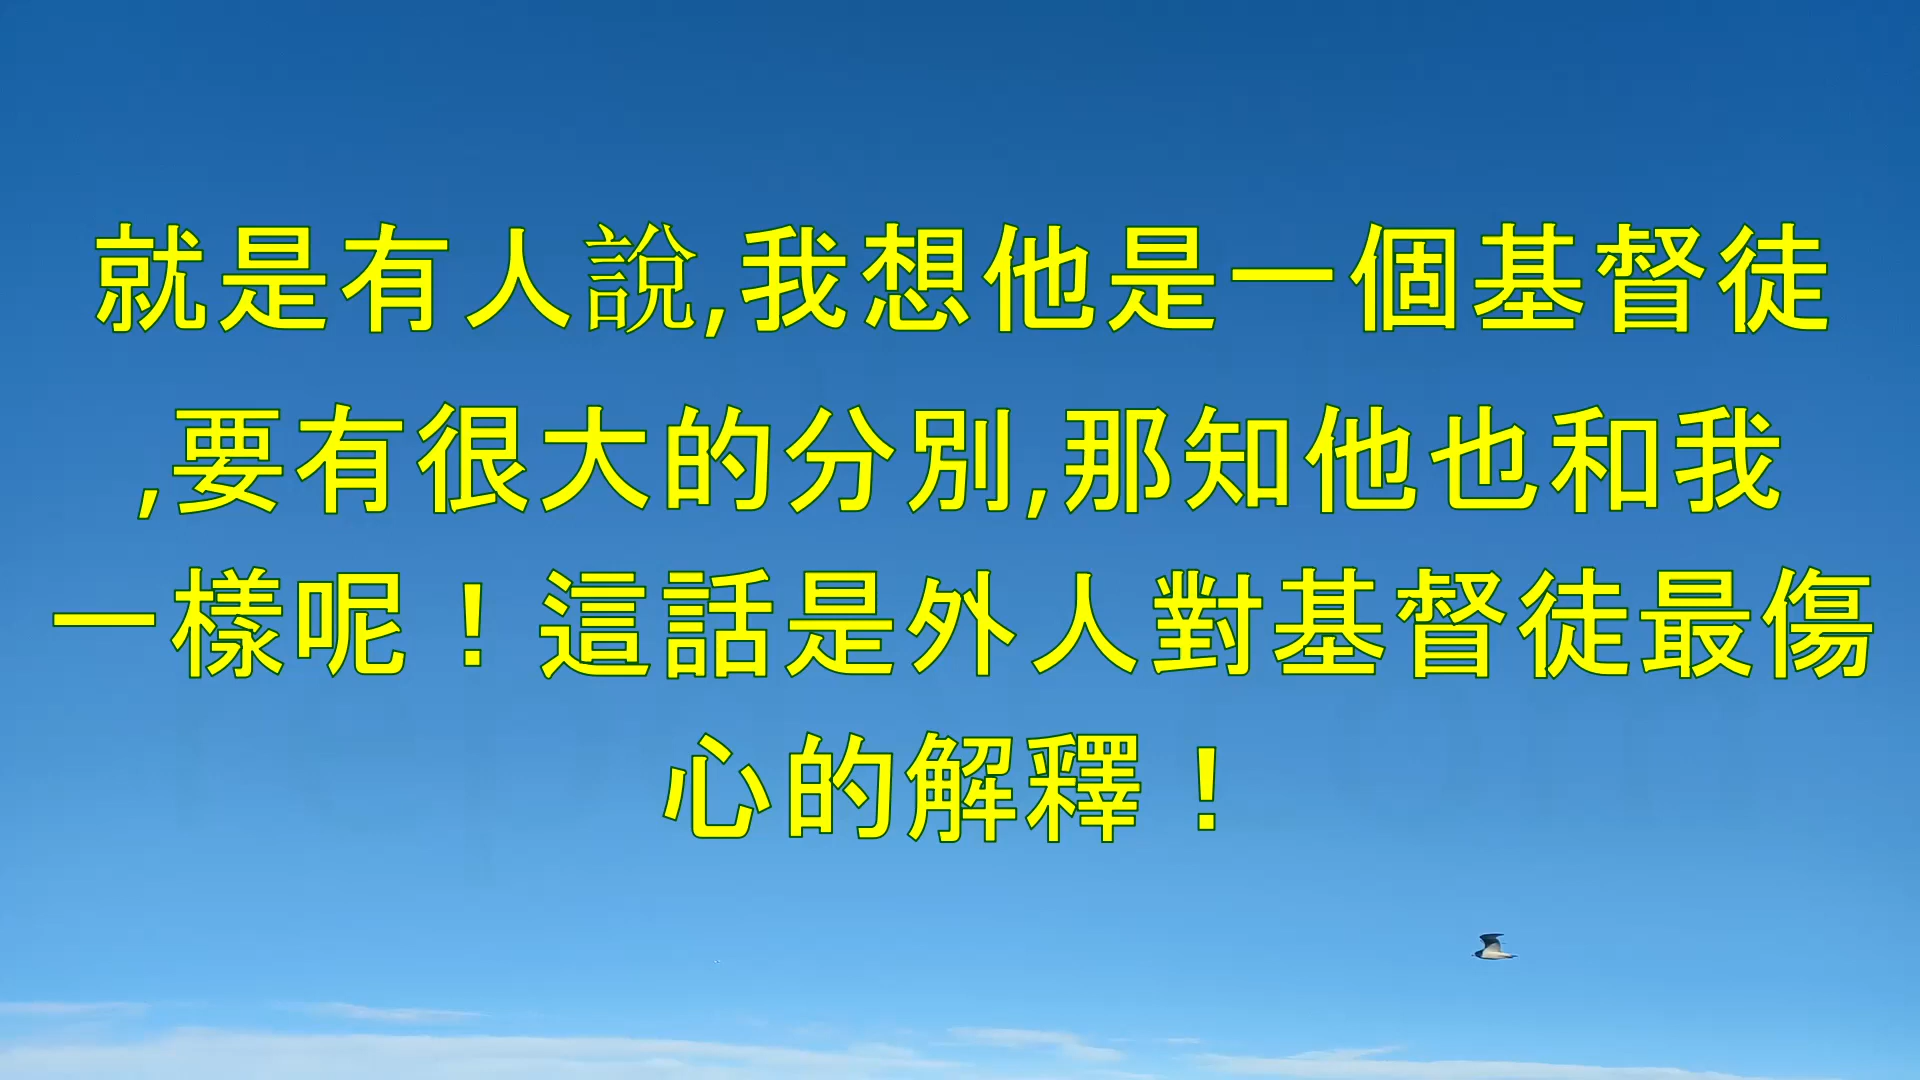 就是有人說,我想他是一個基督徒
,要有很大的分別,那知他也和我
一樣呢！這話是外人對基督徒最傷
心的解釋！